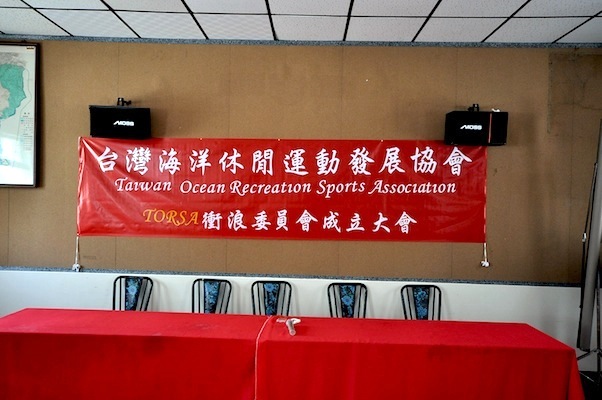 台灣海洋休閒運動發展協會
Taiwan Ocean Recreation Sports Association
TORSA衝浪委員會成立大會